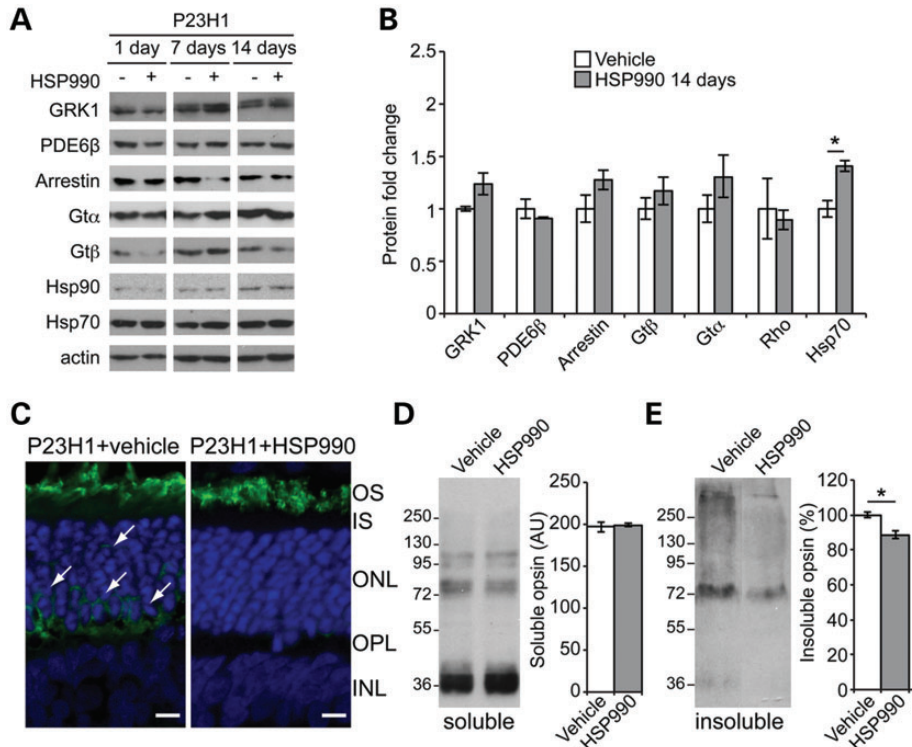 A
P23H1
1 day 7 days 14 days
HSP990 - + - + - +
GRK1
PDE6β
Arrestin
Gtα
Gtβ
Hsp90
Hsp70
actin
B
Vehicle
HSP990 14 days
Protein fold change
2.5
2
1.5
1
0.5
0
*
GRK1 PDE6β Arrestin Gtβ Gtα Rho Hsp70
C
P23H1+vehicle P23H1+HSP990
OS
IS
ONL
OPL
INL
D
Vehicle HSP990
250
130
95
72
55
36
soluble
Soluble opsin (AU)
250
200
150
100
50
0
Vehicle
HSP990
E
Vehicle HSP990
250
130
95
72
55
36
insoluble
Insoluble opsin (%)
120
100
80
60
40
20
0
*
Vehicle
HSP990